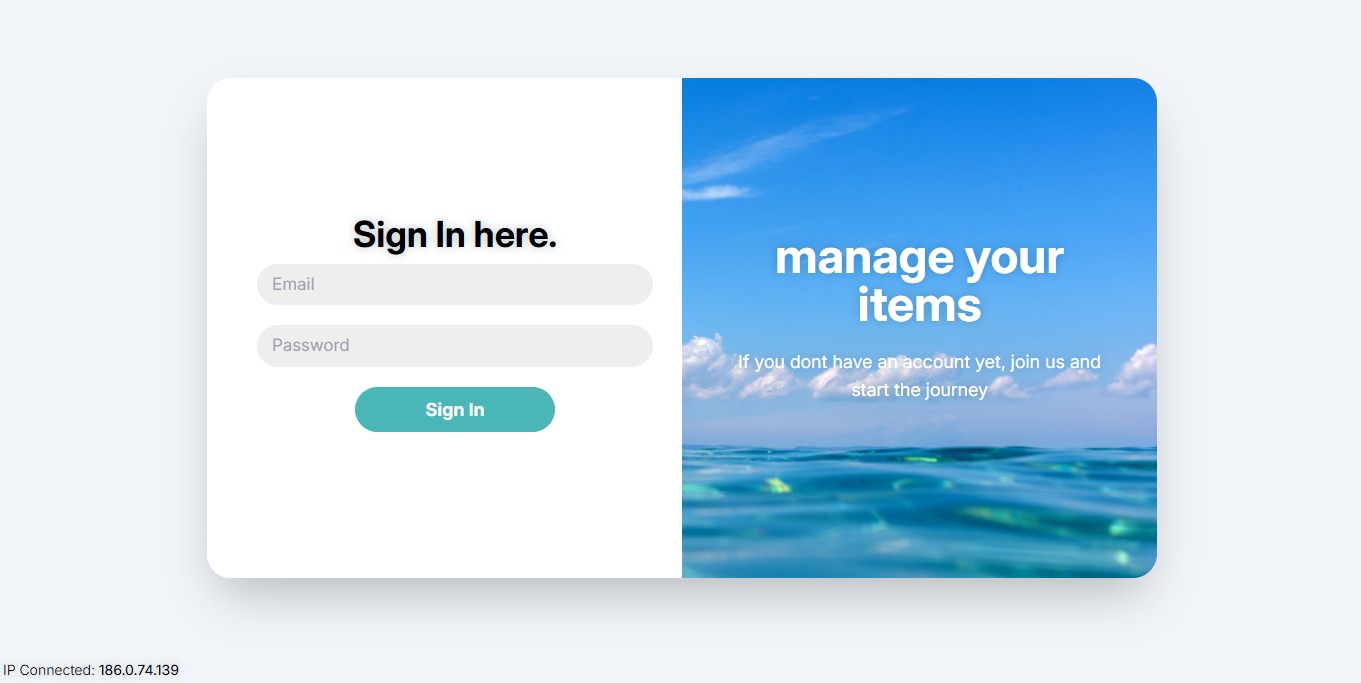 Sign In here.
Email
Password
Sign In
manage your
items
If you dont have an account yet, join us and
start the journey
IP Connected: 186.0.74.139